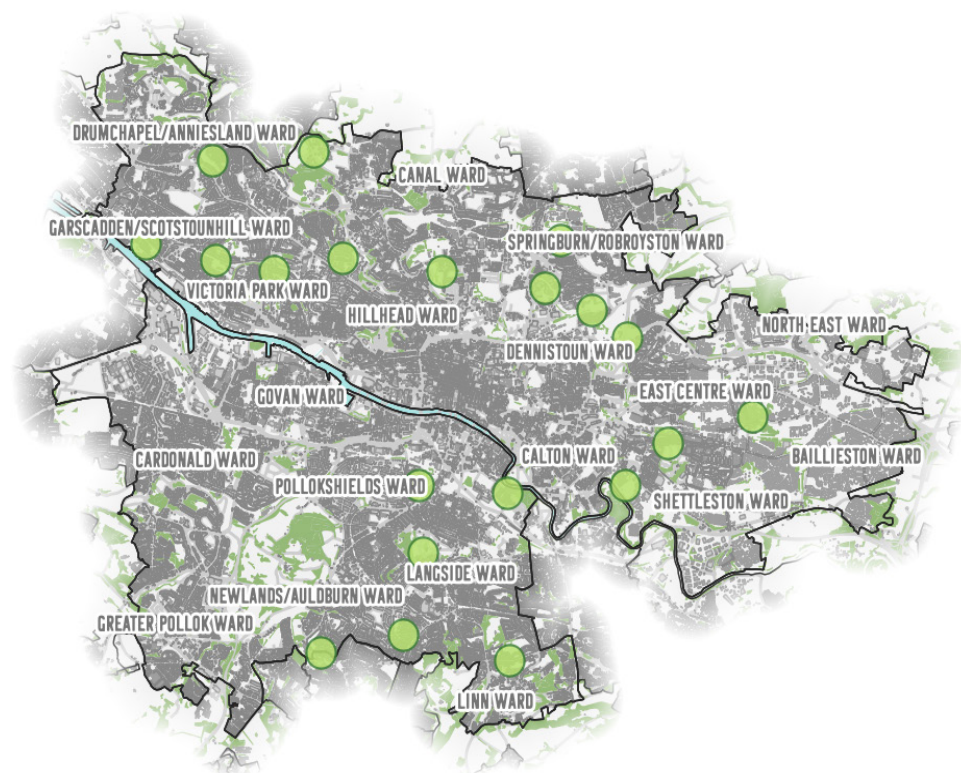 DRUMCHAPEL/ANNIESLAND WARD
CANAL WARD
GARSCADDEN/SCOTSTOUNHILL WARD
SPRINGBURN/ROBROYSTON WARD
VICTORIA PARK WARD
HILLHEAD WARD
NORTH EAST WARD
DENNISTOUN WARD
GOVAN WARD
EAST CENTRE WARD
CARDONALD WARD
CALTON WARD
BAILLIESTON WARD
POLLOKSHIELDS WARD
SHETTLESTON WARD
LANGSIDE WARD
NEWLANDS/AULDBURN WARD
GREATER POLLOK WARD
LINN WARD